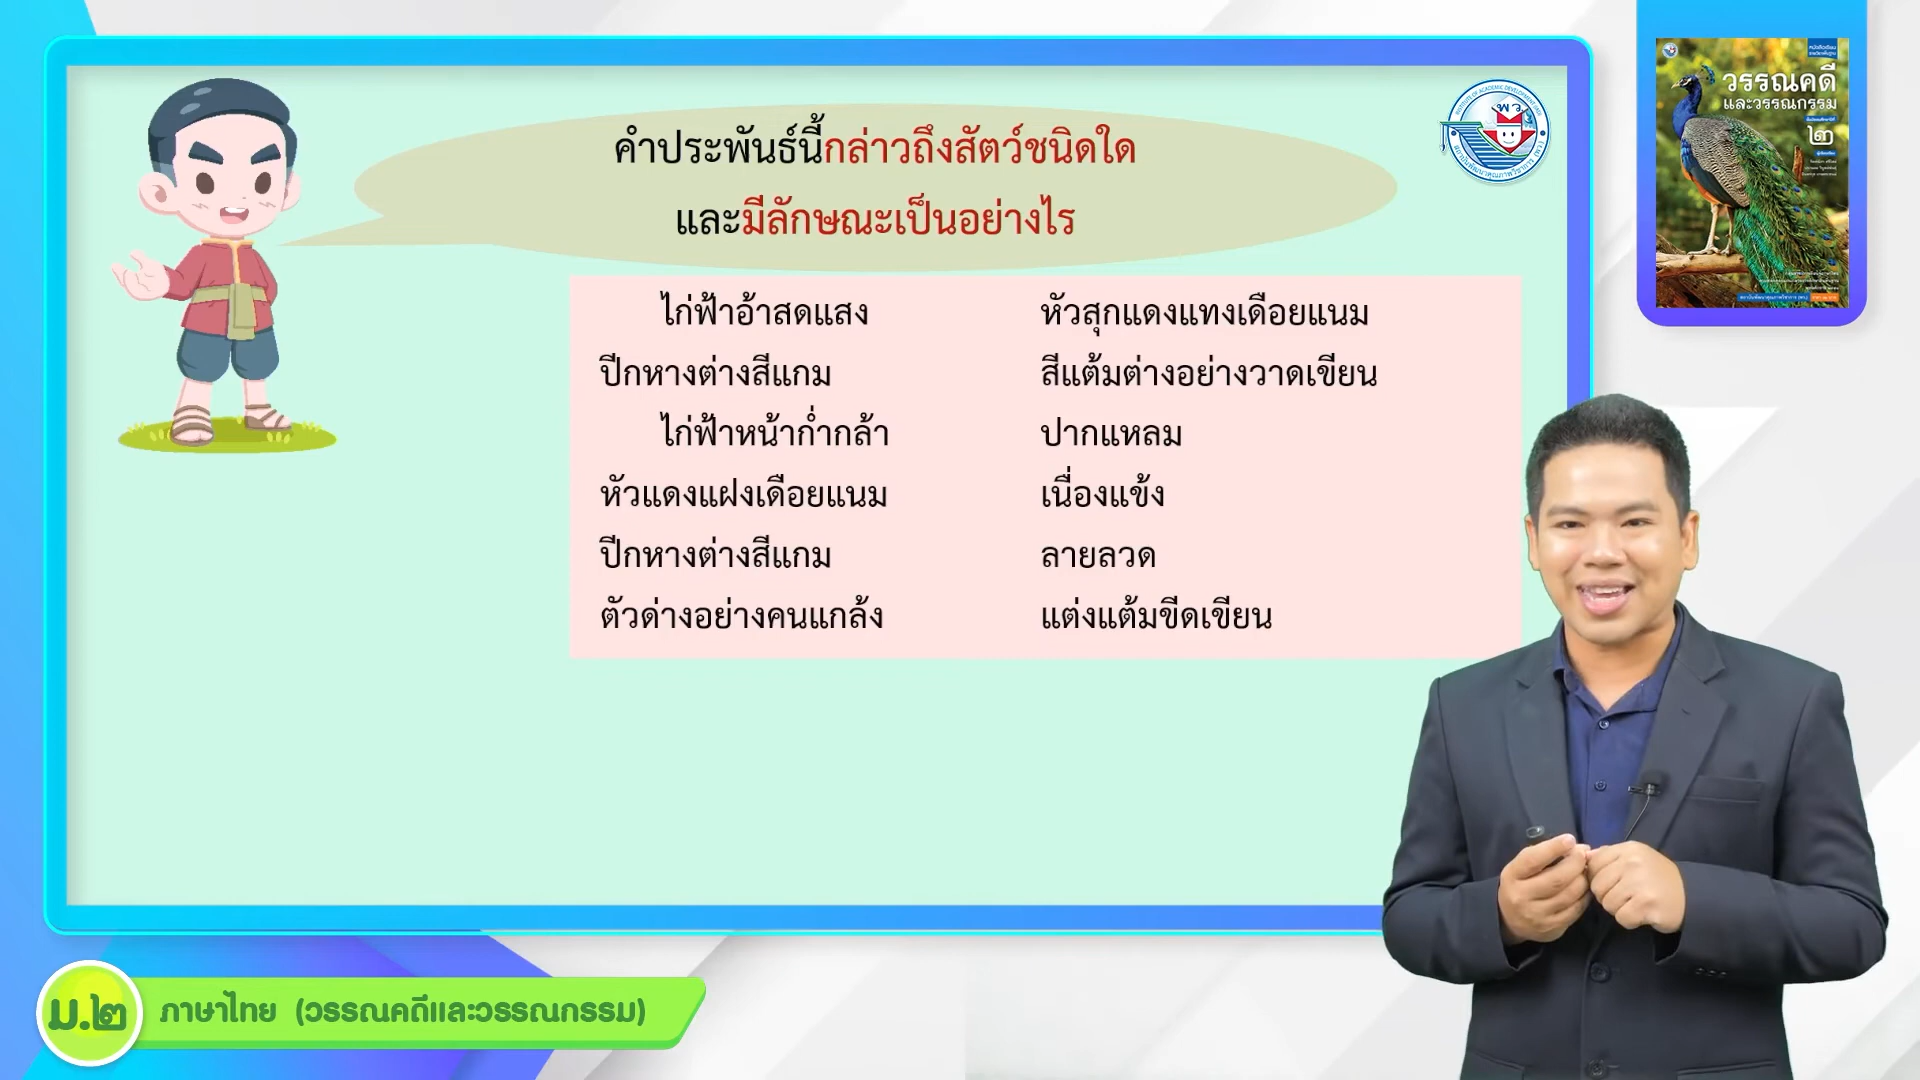 คำประพันธ์นี้กล่าวถึงสัตว์ชนิดใด
และมีลักษณะเป็นอย่างไร
ไก่ฟ้าอ้าสดแสง หัวสุกแดงแทงเดือยแนม
ปีกหางต่างสีแกม สีแต้มต่างอย่างวาดเขียน
ไก่ฟ้าหน้าก่ำกล้า ปากแหลม
หัวแดงแฝงเดือยแนม เนื่องแข้ง
ปีกหางต่างสีแกม ลายลวด
ตัวด่างอย่างคนแกล้ง แต่งแต้มขีดเขียน
วรรณคดี
และวรรณกรรม
๒
ม.๒
ภาษาไทย (วรรณคดีและวรรณกรรม)